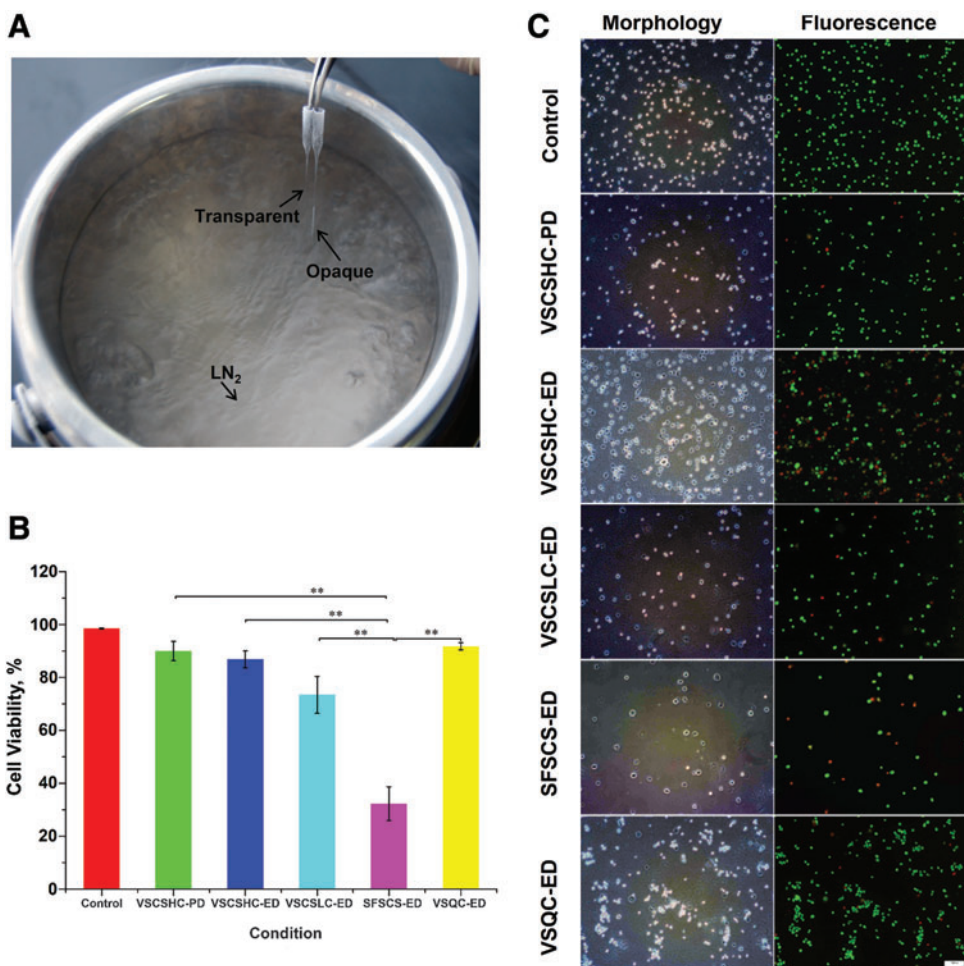 A
Transparent
Opaque
LN₂
B
120
100
80
60
40
20
0
Cell Viability, %
**
**
**
**
Control
VSCSHC-PD
VSCSHC-ED
VSCSLC-ED
SFSCS-ED
VSQC-ED
Condition
C
Morphology
Fluorescence
Control
VSCSHC-PD
VSCSHC-ED
VSCSLC-ED
SFSCS-ED
VSQC-ED